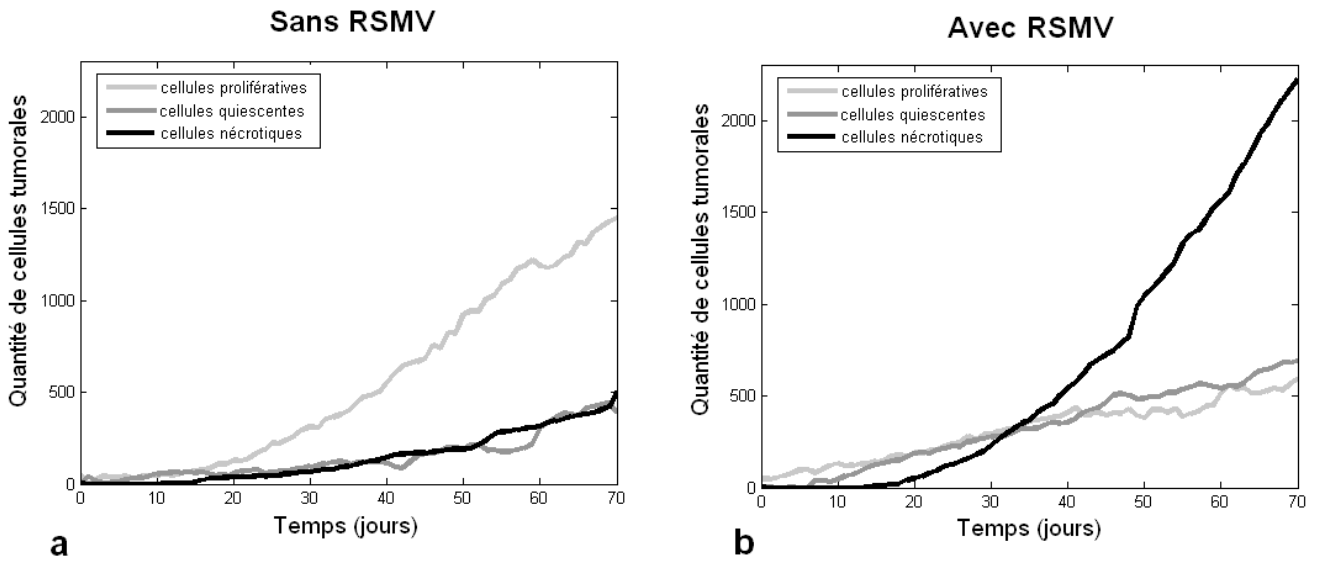 Sans RSMV
Quantité de cellules tumorales
2000
1500
1000
500
0
cellules prolifératives
cellules quiescentes
cellules nécrotiques
0 10 20 30 40 50 60 70
Temps (jours)
a
Avec RSMV
Quantité de cellules tumorales
2000
1500
1000
500
0
cellules prolifératives
cellules quiescentes
cellules nécrotiques
0 10 20 30 40 50 60 70
Temps (jours)
b